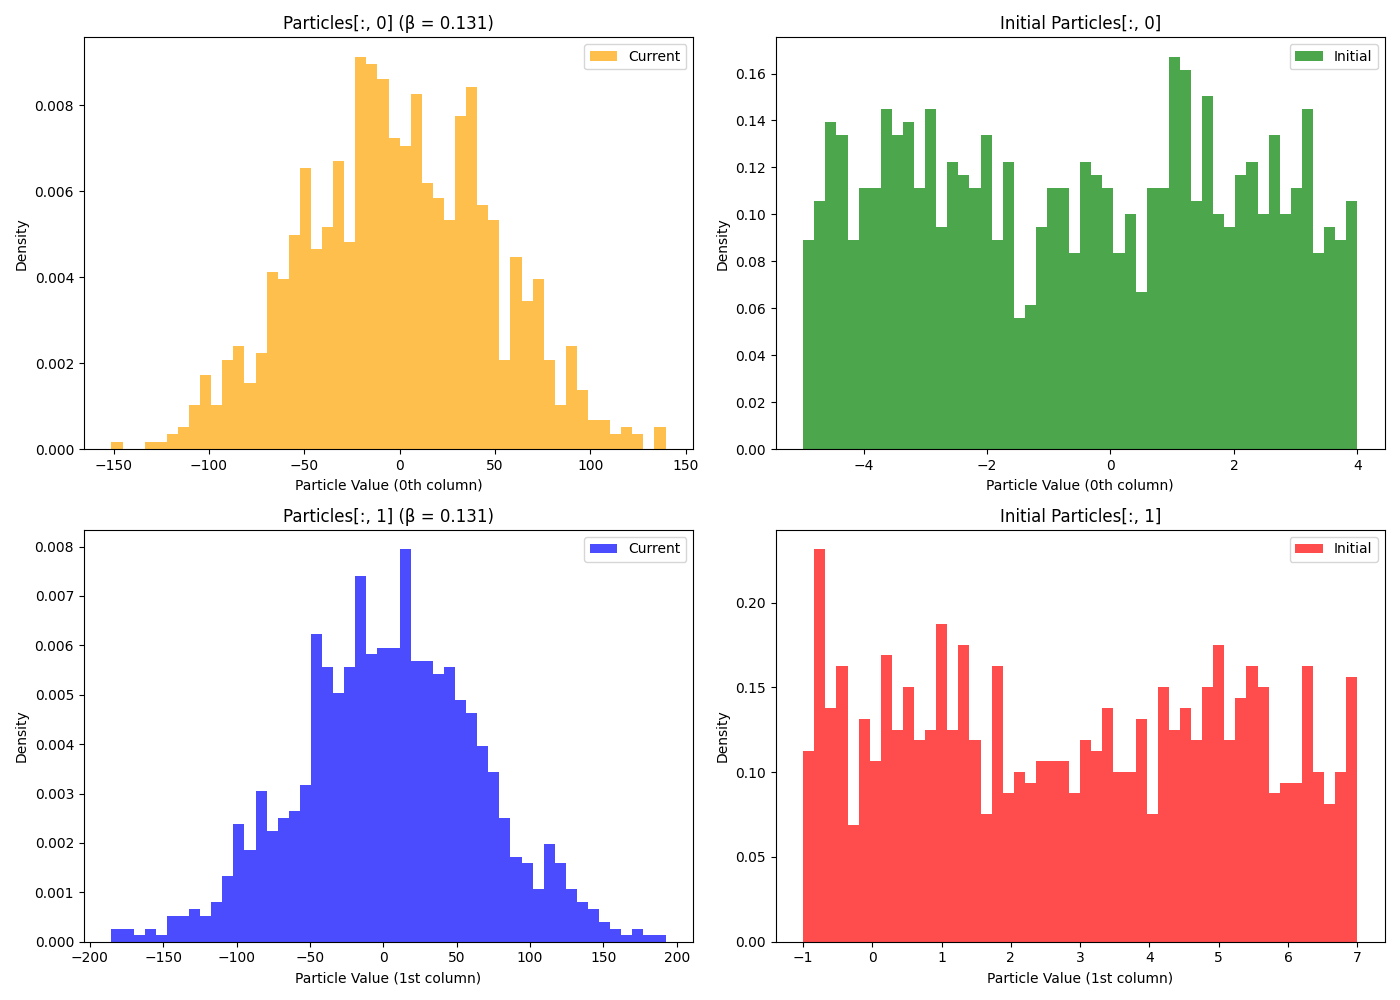 Particles[:, 0] (β = 0.131)
Current
Density
0.008
0.006
0.004
0.002
0.000
−150 −100 −50 0 50 100 150
Particle Value (0th column)
Initial Particles[:, 0]
Initial
Density
0.16
0.14
0.12
0.10
0.08
0.06
0.04
0.02
0.00
−4 −2 0 2 4
Particle Value (0th column)
Particles[:, 1] (β = 0.131)
Current
Density
0.008
0.007
0.006
0.005
0.004
0.003
0.002
0.001
0.000
−200 −150 −100 −50 0 50 100 150 200
Particle Value (1st column)
Initial Particles[:, 1]
Initial
Density
0.20
0.15
0.10
0.05
0.00
−1 0 1 2 3 4 5 6 7
Particle Value (1st column)